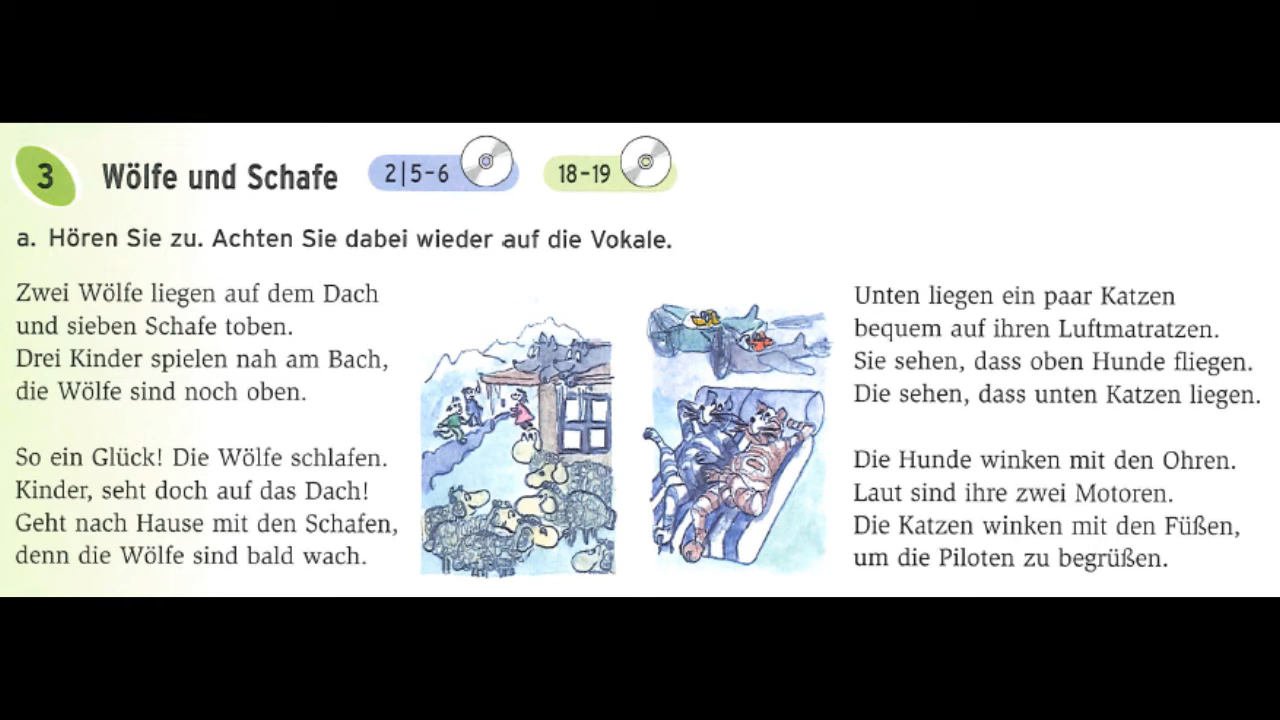 3 Wölfe und Schafe 2|5-6 18-19
a. Hören Sie zu. Achten Sie dabei wieder auf die Vokale.
Zwei Wölfe liegen auf dem Dach
und sieben Schafe toben.
Drei Kinder spielen nah am Bach,
die Wölfe sind noch oben.
So ein Glück! Die Wölfe schlafen.
Kinder, seht doch auf das Dach!
Geht nach Hause mit den Schafen,
denn die Wölfe sind bald wach.
Unten liegen ein paar Katzen
bequem auf ihren Luftmatratzen.
Sie sehen, dass oben Hunde fliegen.
Die sehen, dass unten Katzen liegen.
Die Hunde winken mit den Ohren.
Laut sind ihre zwei Motoren.
Die Katzen winken mit den Füßen,
um die Piloten zu begrüßen.